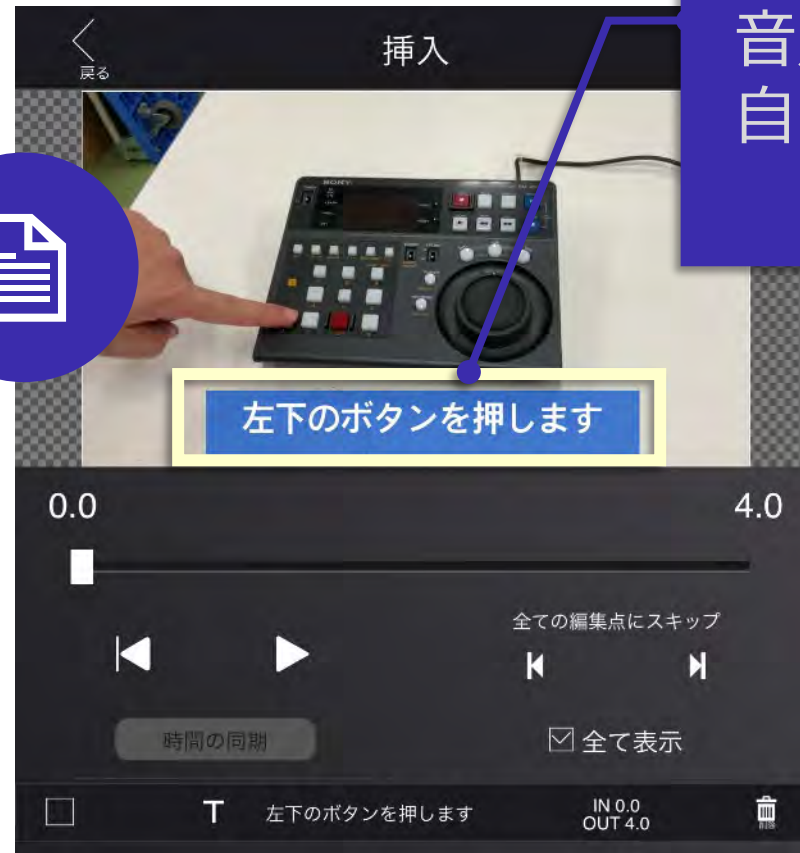 音
自
挿入
戻る
SONY
左下のボタンを押します
0.0
4.0
全ての編集点にスキップ
時間の同期
全て表示
T
左下のボタンを押します
IN 0.0
OUT 4.0
削除